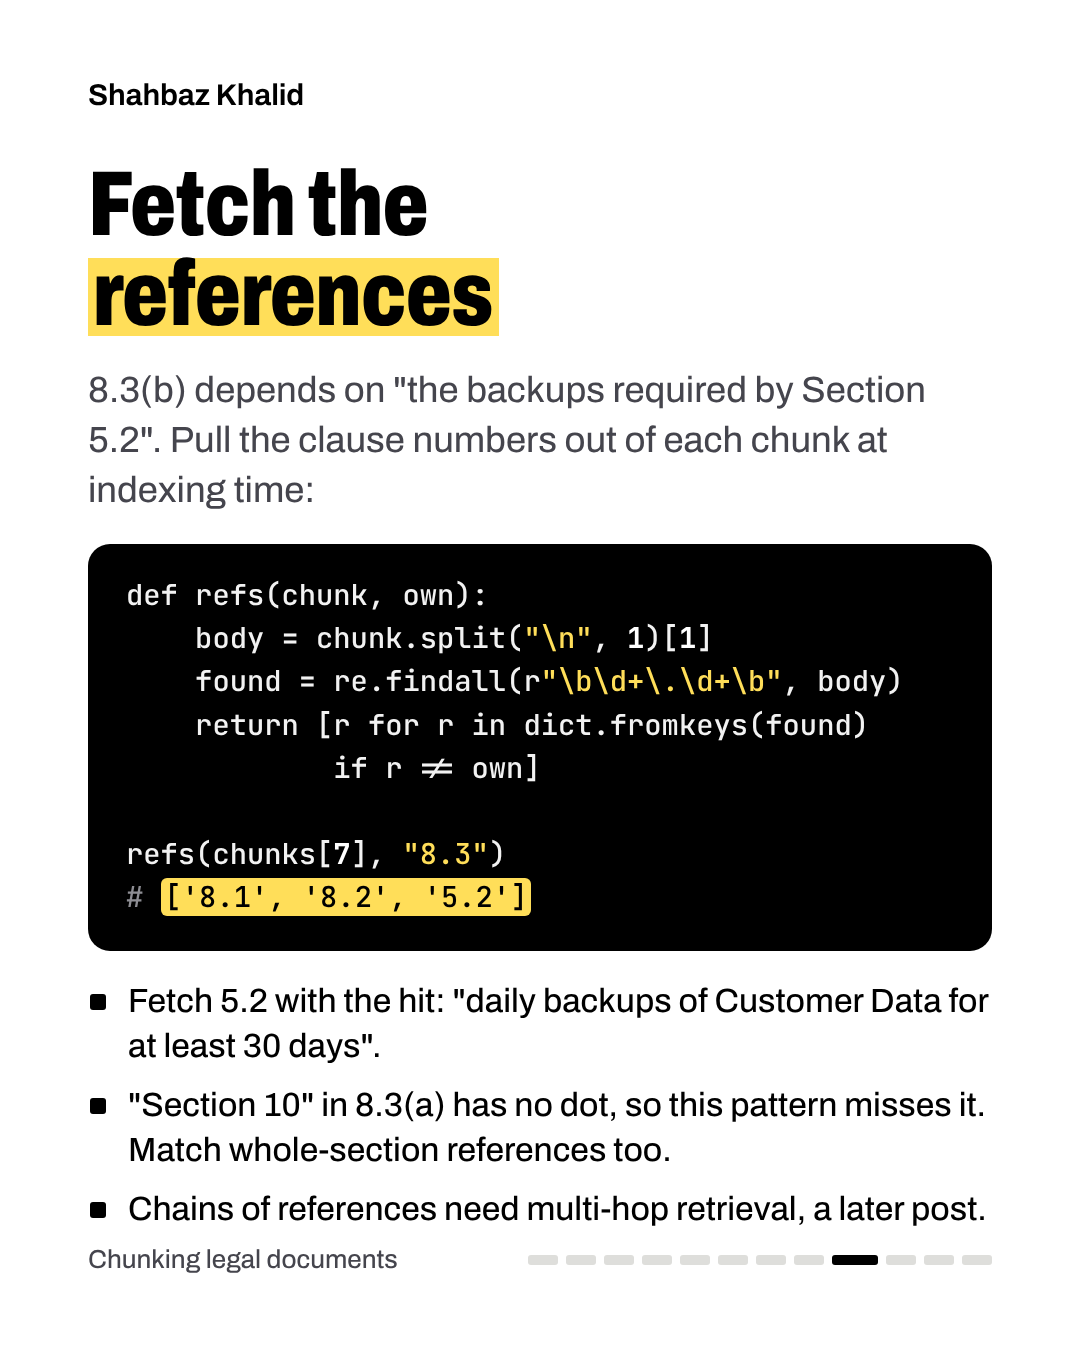 Shahbaz Khalid
Fetch the
references
8.3(b) depends on "the backups required by Section
5.2". Pull the clause numbers out of each chunk at
indexing time:
def refs(chunk, own):
    body = chunk.split("\n", 1)[1]
    found = re.findall(r"\b\d+\.\d+\b", body)
    return [r for r in dict.fromkeys(found)
            if r != own]
refs(chunks[7], "8.3")
# ['8.1', '8.2', '5.2']
Fetch 5.2 with the hit: "daily backups of Customer Data for
at least 30 days".
"Section 10" in 8.3(a) has no dot, so this pattern misses it.
Match whole-section references too.
Chains of references need multi-hop retrieval, a later post.
Chunking legal documents